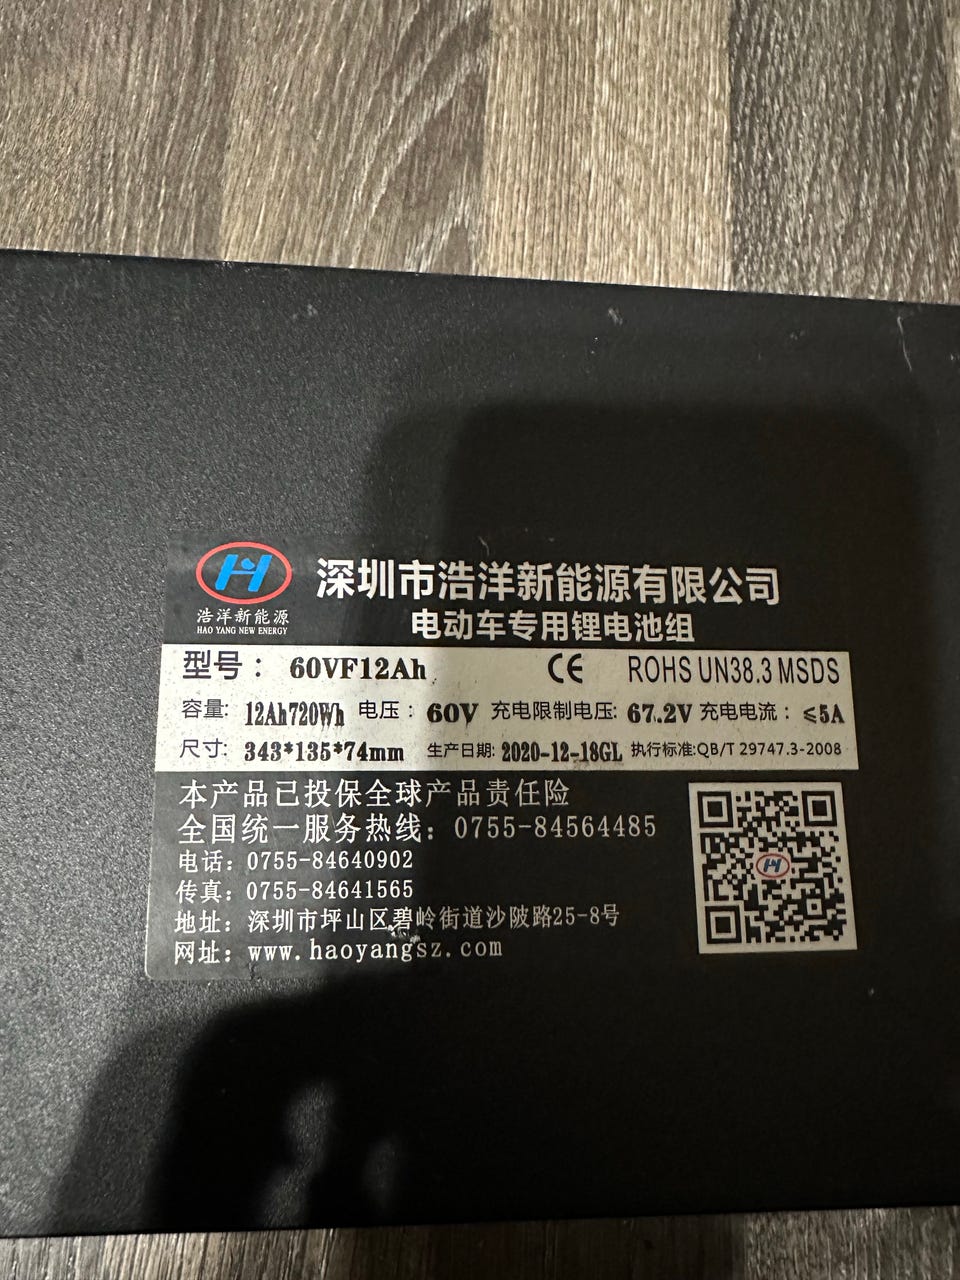 浩洋新能源
HAO YANG NEW ENERGY
深圳市浩洋新能源有限公司
电动车专用锂电池组
型号： 60VF12Ah CE ROHS UN38.3 MSDS
容量: 12Ah720Wh 电压: 60V 充电限制电压: 67.2V 充电电流: ≤5A
尺寸: 343*135*74mm 生产日期: 2020-12-18GL 执行标准:QB/T 29747.3-2008
本产品已投保全球产品责任险
全国统一服务热线: 0755-84564485
电话: 0755-84640902
传真: 0755-84641565
地址: 深圳市坪山区碧岭街道沙陂路25-8号
网址: www.haoyangsz.com